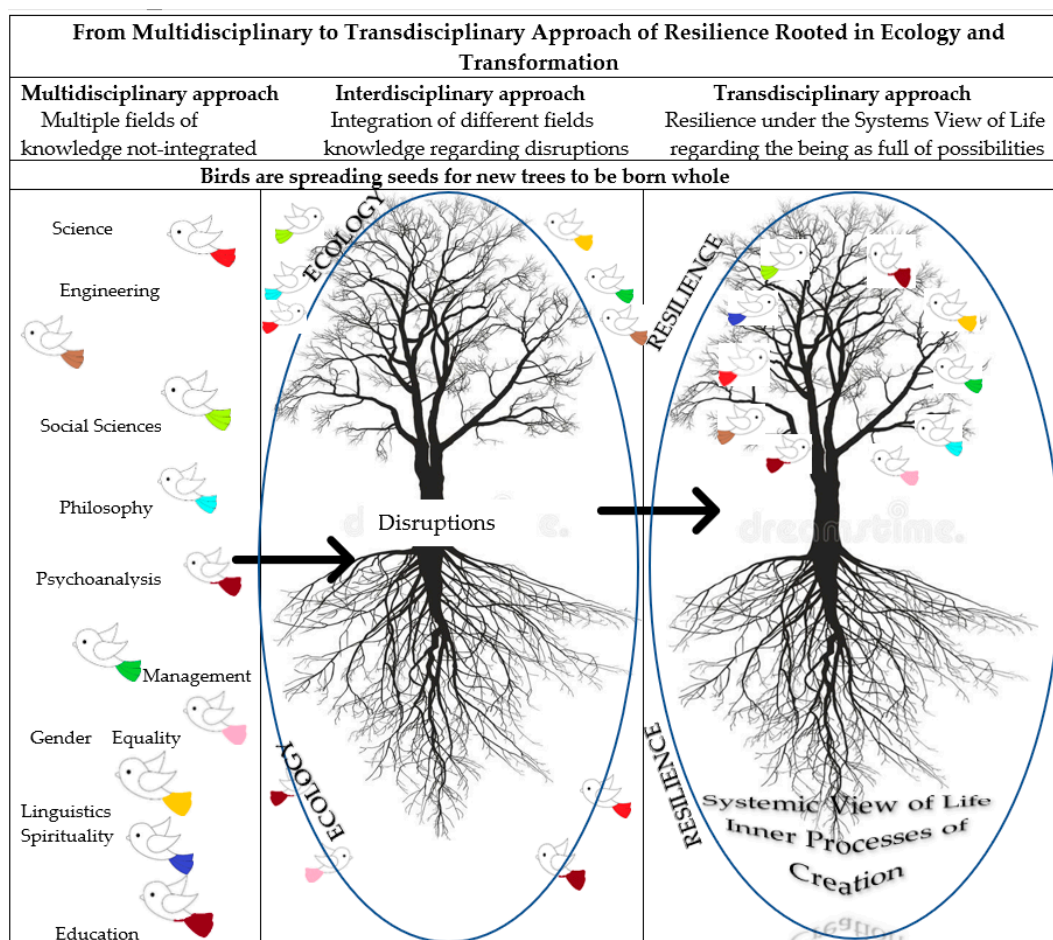 From Multidisciplinary to Transdisciplinary Approach of Resilience Rooted in Ecology and
Transformation
Multidisciplinary approach
Multiple fields of
knowledge not-integrated
Interdisciplinary approach
Integration of different fields
knowledge regarding disruptions
Transdisciplinary approach
Resilience under the Systems View of Life
regarding the being as full of possibilities
Birds are spreading seeds for new trees to be born whole
Science
Engineering
Social Sciences
Philosophy
Psychoanalysis
Management
Gender Equality
Linguistics
Spirituality
Education
ECOLOGY
d
Disruptions
e.
ECOLOGY
RESILIENCE
dreamstime.
RESILIENCE
Systemic View of Life
Inner Processes of
Creation